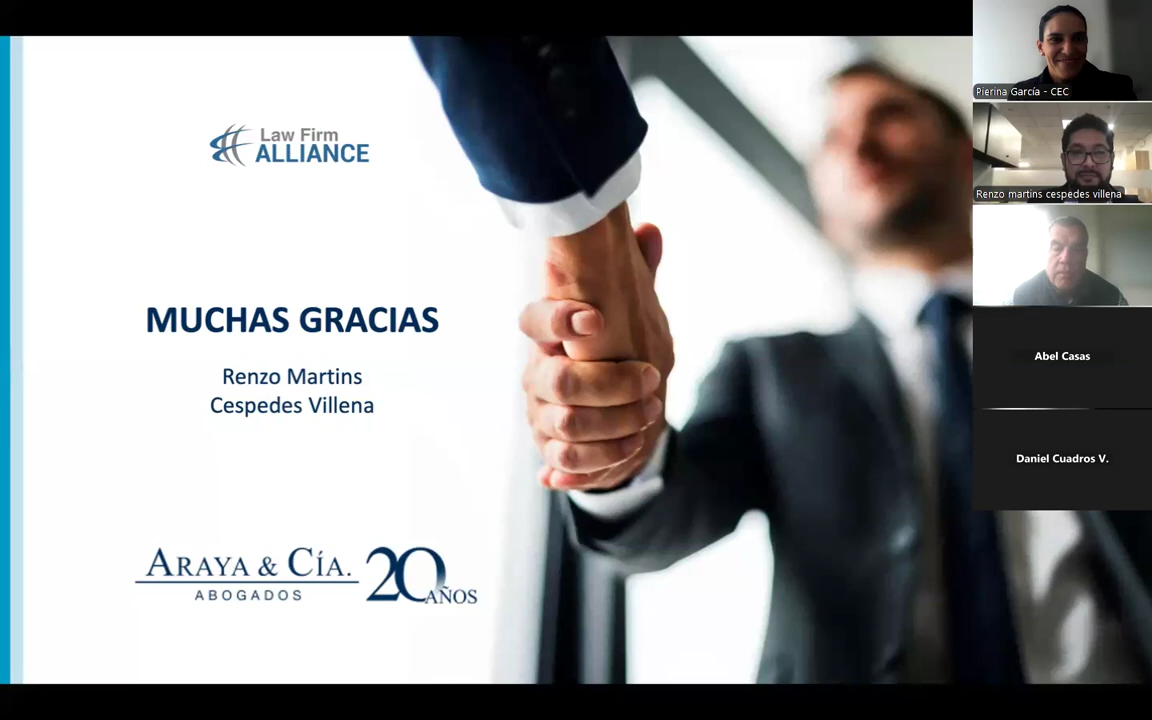 Law Firm
ALLIANCE
MUCHAS GRACIAS
Renzo Martins
Cespedes Villena
ARAYA & CÍA.
ABOGADOS
20
AÑOS
Pierina García - CEC
Renzo martins cespedes villena
Abel Casas
Daniel Cuadros V.